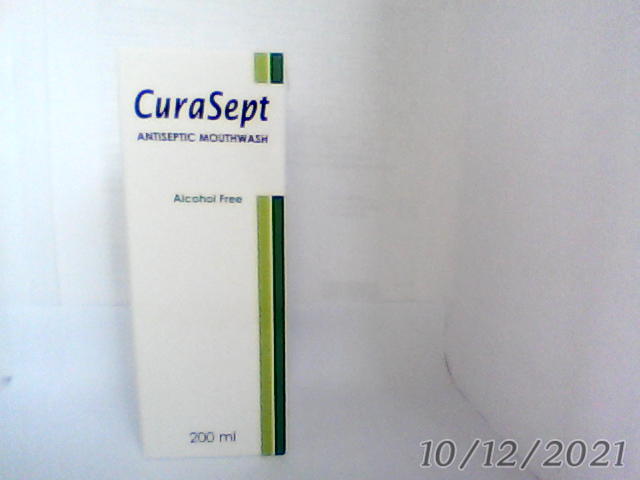 CuraSept
ANTISEPTIC MOUTHWASH
Alcohol Free
200 ml
10/12/2021